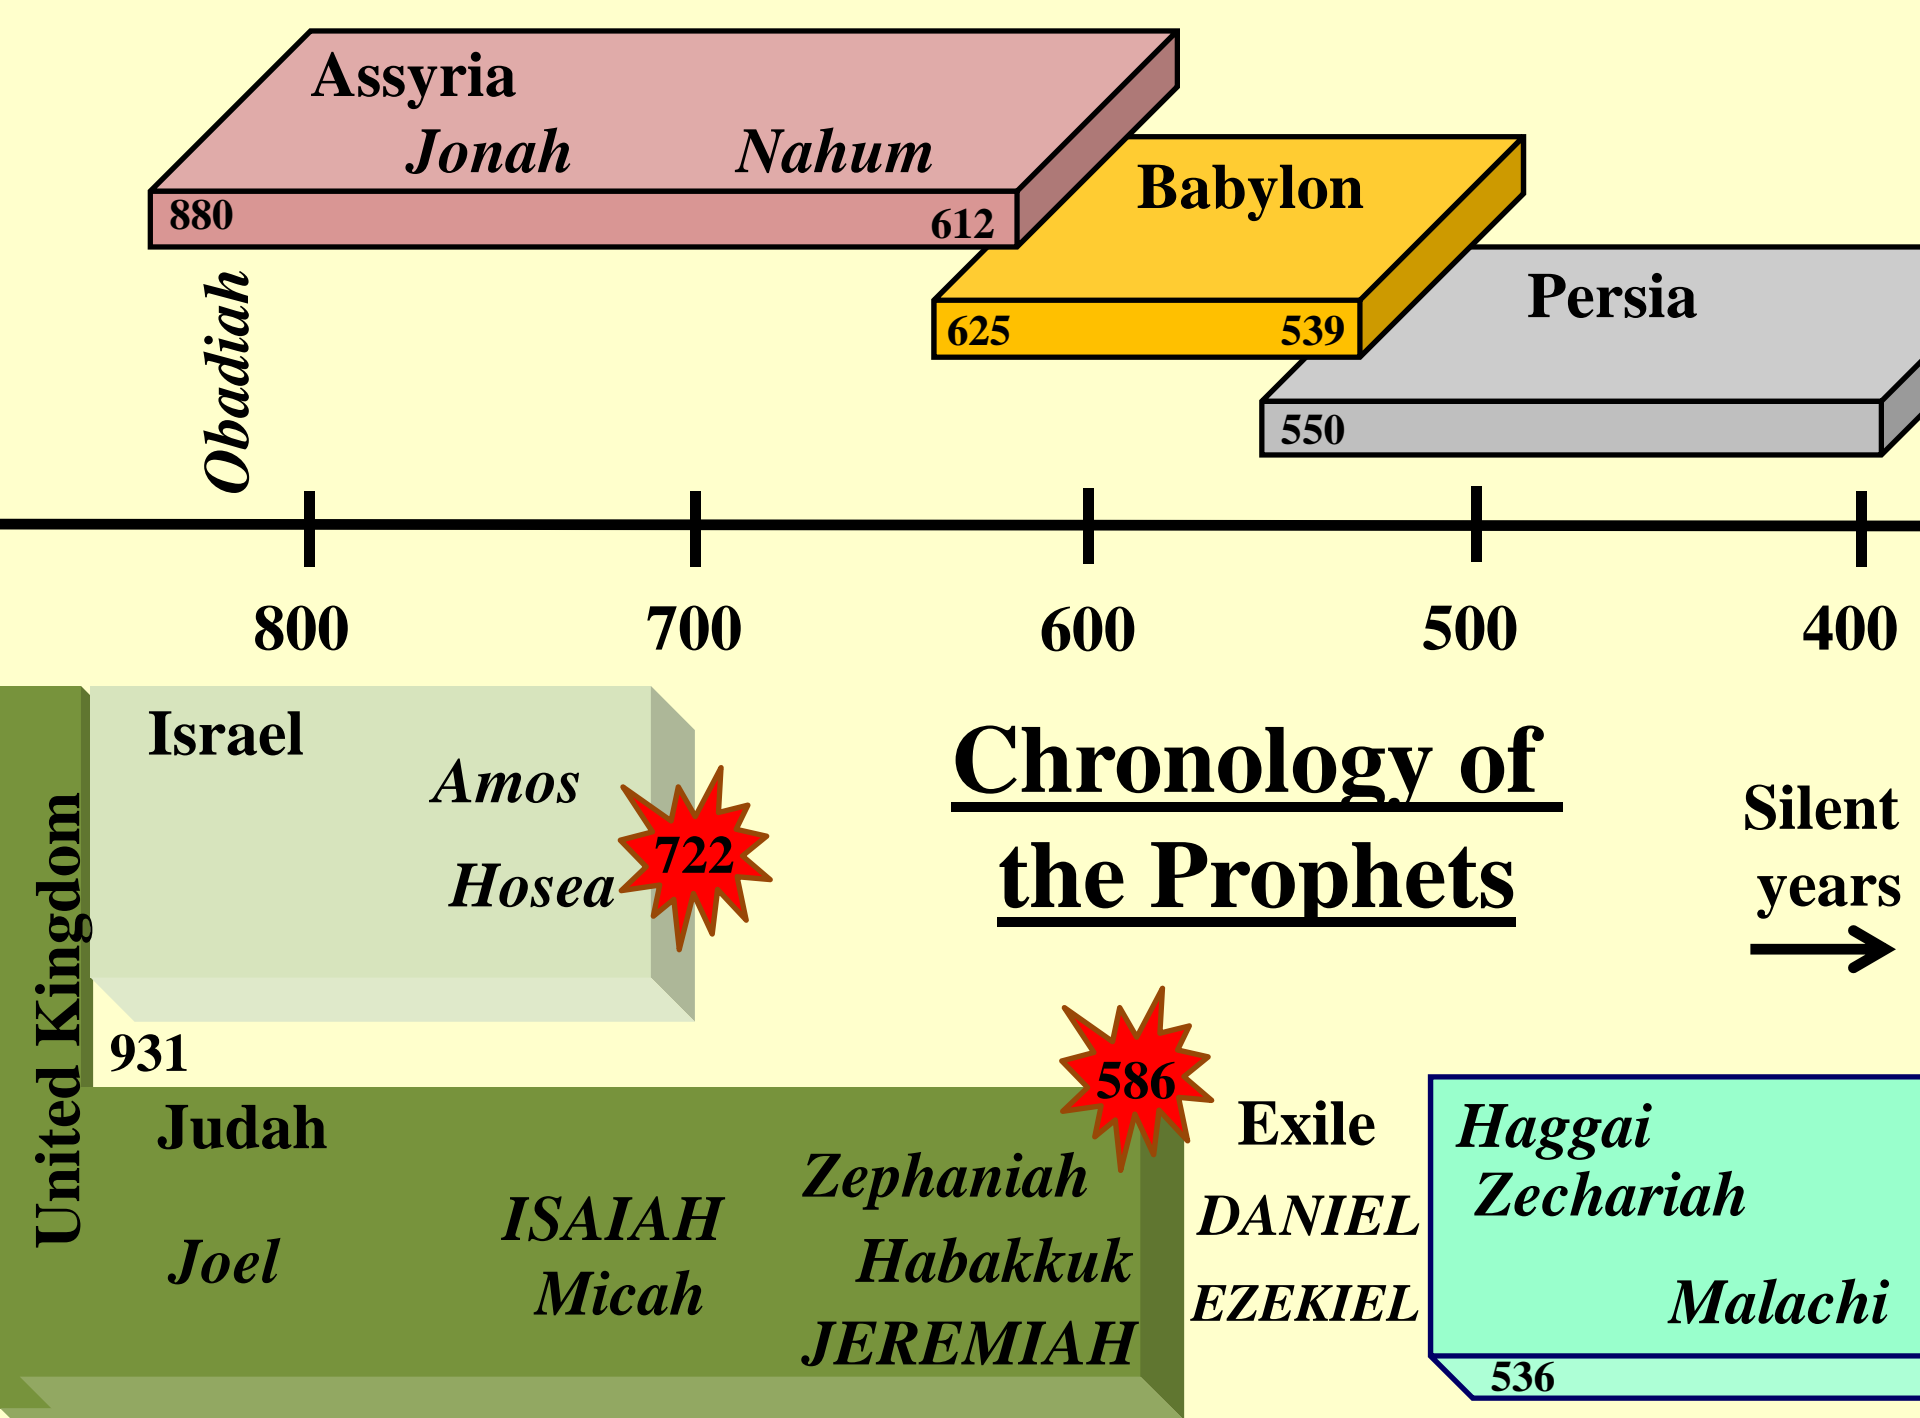 Assyria
Jonah Nahum
880 612
Babylon
625 539
Persia
550
Obadiah
800 700 600 500 400
United Kingdom
Israel
Amos
Hosea
722
931
Chronology of
the Prophets
Silent
years
Judah
Joel
ISAIAH
Micah
Zephaniah
Habakkuk
JEREMIAH
586
Exile
DANIEL
EZEKIEL
Haggai
Zechariah
Malachi
536